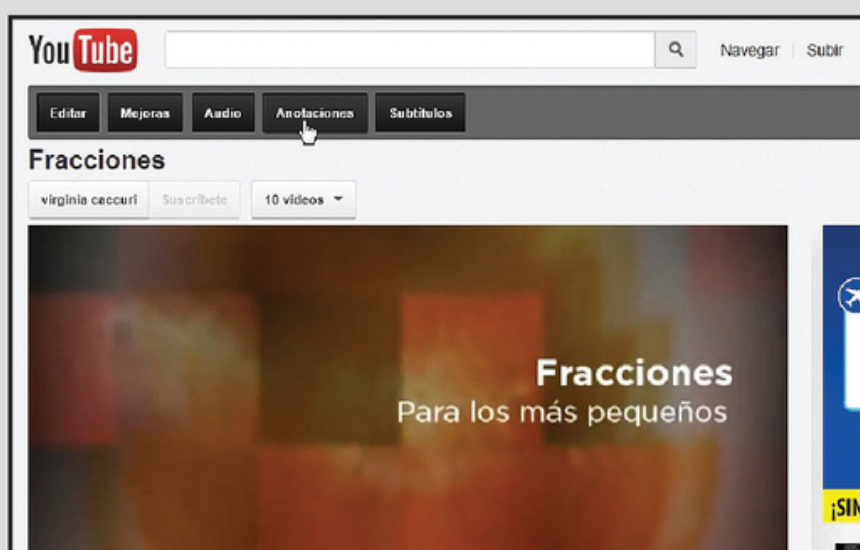 YouTube Navegar Subir
Editar Mejoras Audio Anotaciones Subtítulos
Fracciones
virginia caccuri Suscríbete 10 videos
Fracciones
Para los más pequeños
¡SIN